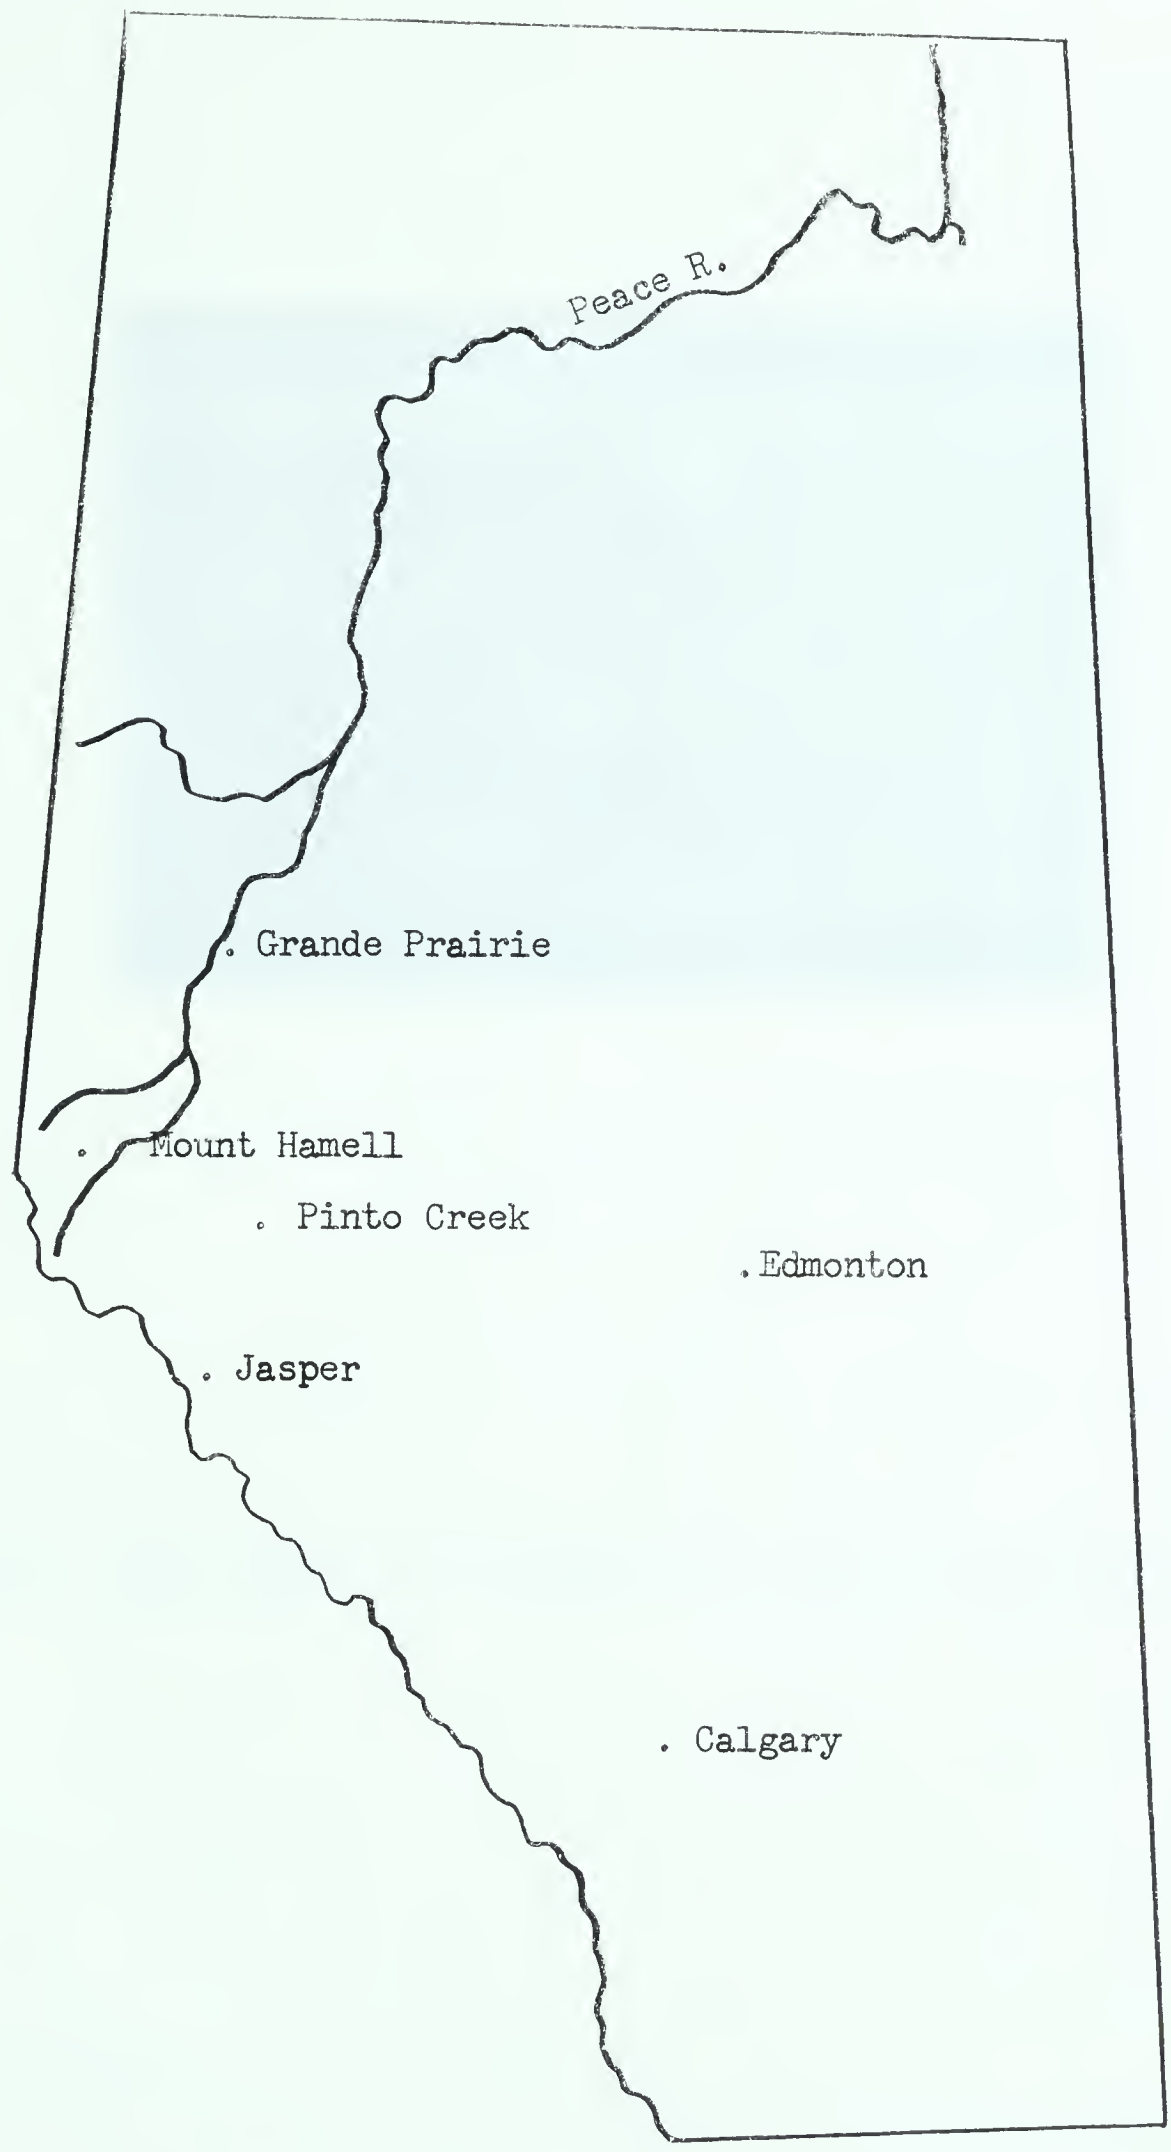 Peace R.
Grande Prairie
Mount Hamell
Pinto Creek
Edmonton
Jasper
Calgary